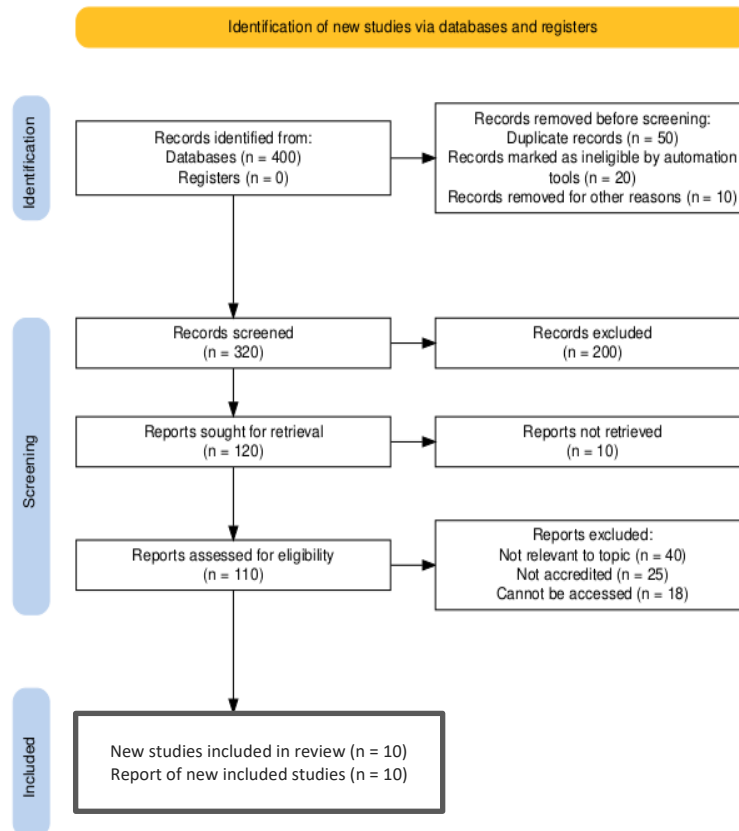 Identification of new studies via databases and registers
Identification
Records identified from:
Databases (n = 400)
Registers (n = 0)
Records removed before screening:
Duplicate records (n = 50)
Records marked as ineligible by automation
tools (n = 20)
Records removed for other reasons (n = 10)
Screening
Records screened
(n = 320)
Records excluded
(n = 200)
Reports sought for retrieval
(n = 120)
Reports not retrieved
(n = 10)
Reports assessed for eligibility
(n = 110)
Reports excluded:
Not relevant to topic (n = 40)
Not accredited (n = 25)
Cannot be accessed (n = 18)
Included
New studies included in review (n = 10)
Report of new included studies (n = 10)